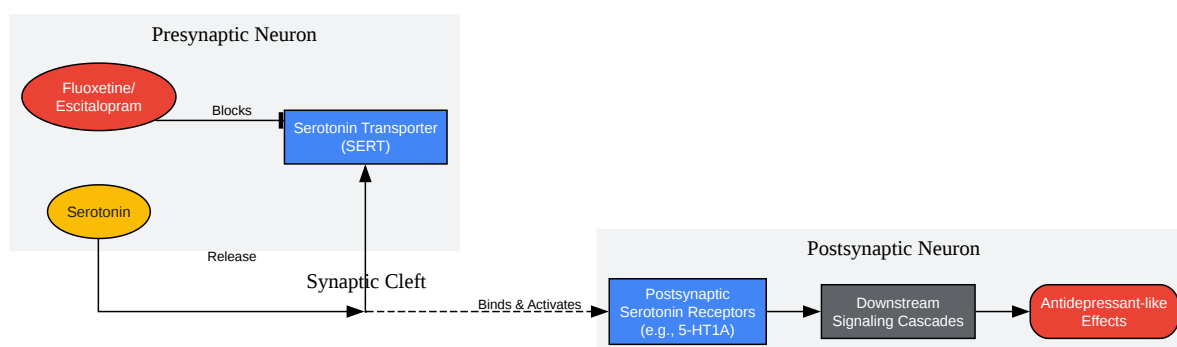 Presynaptic Neuron
Fluoxetine/
Escitalopram
Blocks
Serotonin Transporter
(SERT)
Serotonin
Release
Synaptic Cleft
Postsynaptic Neuron
Binds & Activates
Postsynaptic
Serotonin Receptors
(e.g., 5-HT1A)
Downstream
Signaling Cascades
Antidepressant-like
Effects